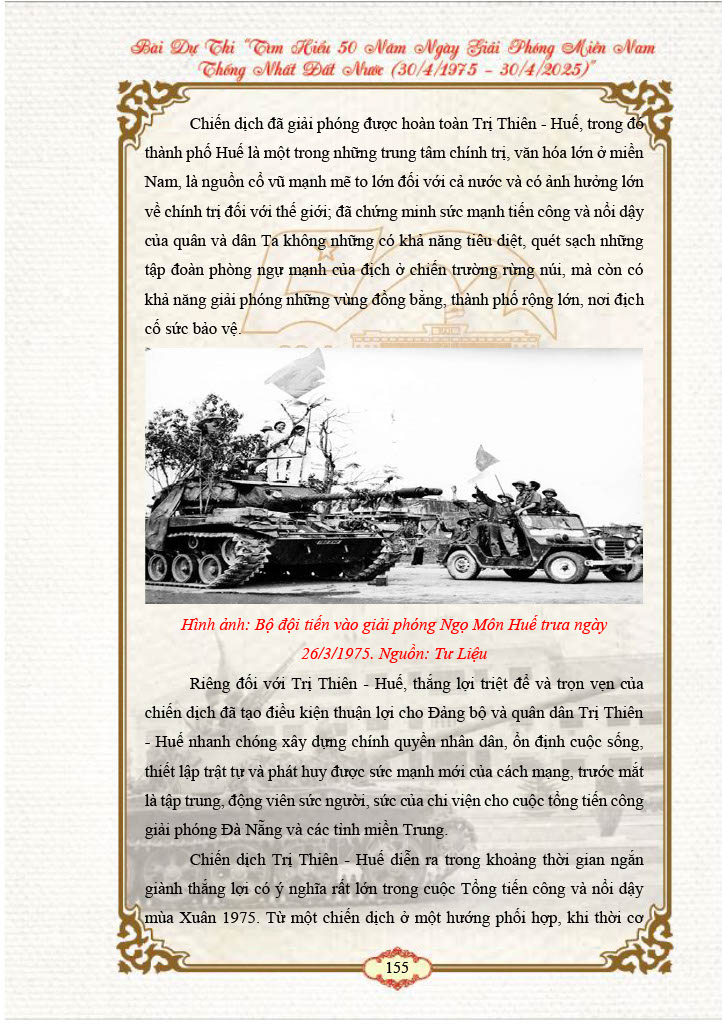 Bài Dự Thi "Tìm Hiểu 50 Năm Ngày Giải Phóng Miền Nam
Thống Nhất Đất Nước (30/4/1975 – 30/4/2025)"
Chiến dịch đã giải phóng được hoàn toàn Trị Thiên - Huế, trong đó
thành phố Huế là một trong những trung tâm chính trị, văn hóa lớn ở miền
Nam, là nguồn cổ vũ mạnh mẽ to lớn đối với cả nước và có ảnh hưởng lớn
về chính trị đối với thế giới; đã chứng minh sức mạnh tiến công và nổi dậy
của quân và dân Ta không những có khả năng tiêu diệt, quét sạch những
tập đoàn phòng ngự mạnh của địch ở chiến trường rừng núi, mà còn có
khả năng giải phóng những vùng đồng bằng, thành phố rộng lớn, nơi địch
cố sức bảo vệ.
Hình ảnh: Bộ đội tiến vào giải phóng Ngọ Môn Huế trưa ngày
26/3/1975. Nguồn: Tư Liệu
Riêng đối với Trị Thiên - Huế, thắng lợi triệt để và trọn vẹn của
chiến dịch đã tạo điều kiện thuận lợi cho Đảng bộ và quân dân Trị Thiên
- Huế nhanh chóng xây dựng chính quyền nhân dân, ổn định cuộc sống,
thiết lập trật tự và phát huy được sức mạnh mới của cách mạng, trước mắt
là tập trung, động viên sức người, sức của chi viện cho cuộc tổng tiến công
giải phóng Đà Nẵng và các tỉnh miền Trung.
Chiến dịch Trị Thiên - Huế diễn ra trong khoảng thời gian ngắn
giành thắng lợi có ý nghĩa rất lớn trong cuộc Tổng tiến công và nổi dậy
mùa Xuân 1975. Từ một chiến dịch ở một hướng phối hợp, khi thời cơ
155